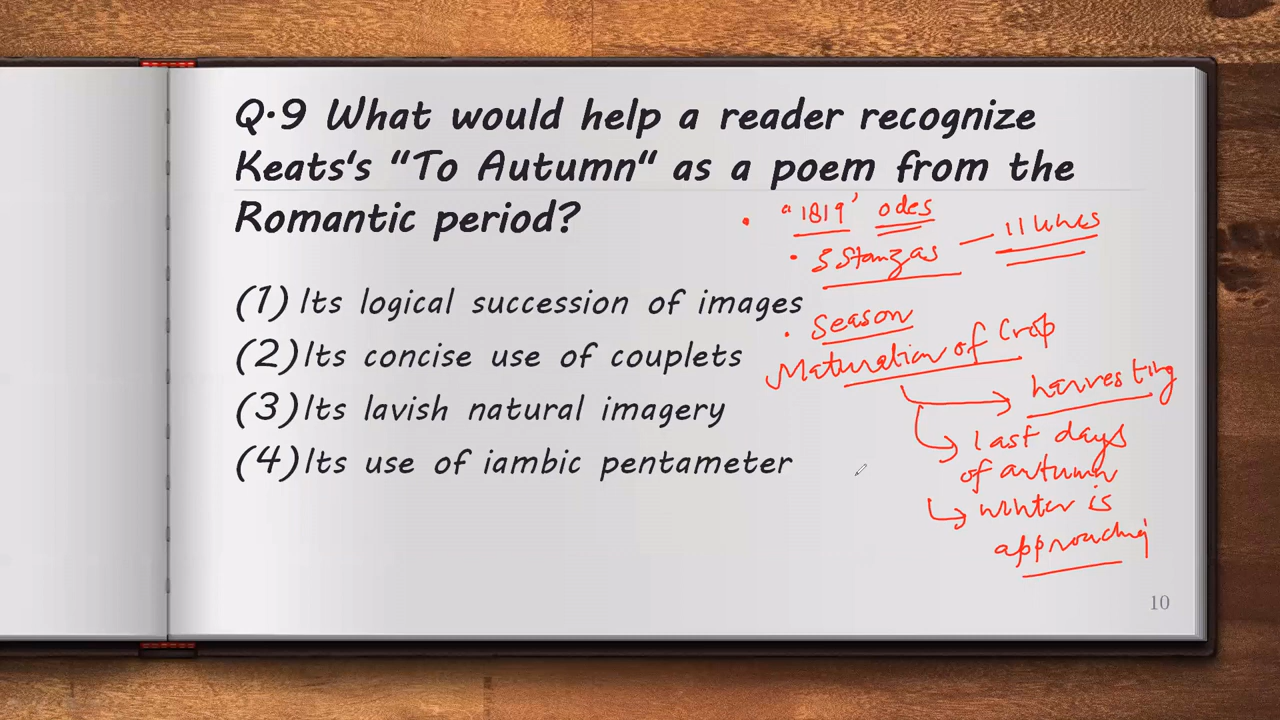 Q.9 What would help a reader recognize
Keats's "To Autumn" as a poem from the
Romantic period?
(1) Its logical succession of images
(2) Its concise use of couplets
(3) Its lavish natural imagery
(4) Its use of iambic pentameter
• "1819" odes
• 3 Stanzas — 11 lines
• Season
Maturation of Crop
harvesting
last days
of autumn
winter is
approaching
10